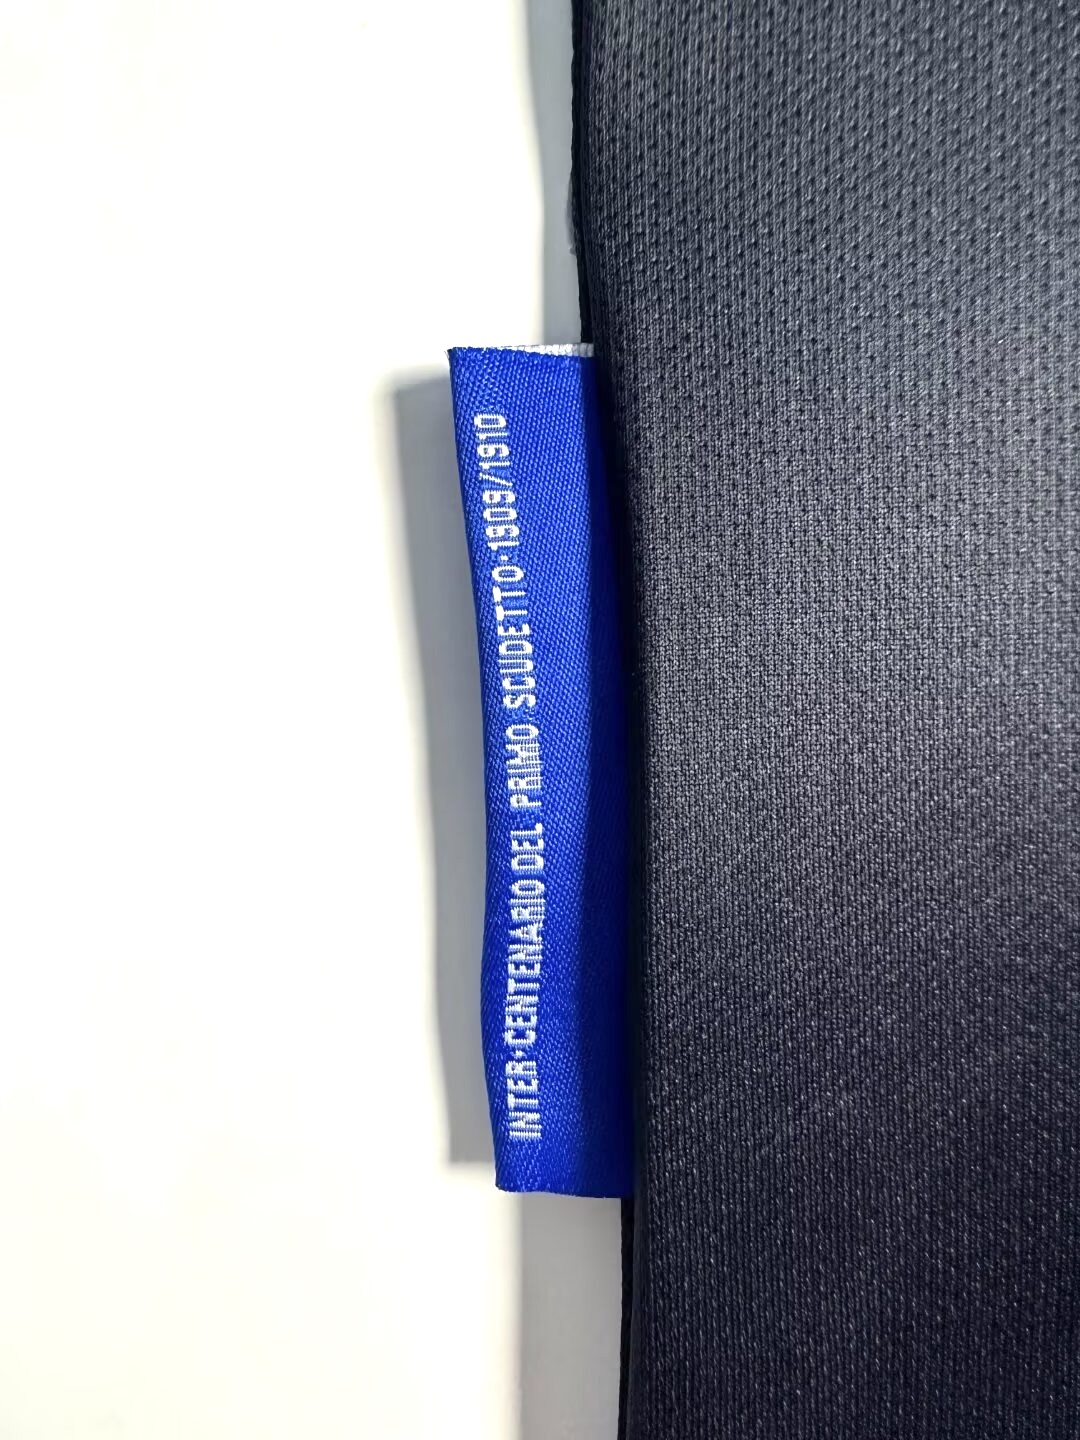 INTER·CENTENARIO DEL PRIMO SCUDETTO·1909/1910